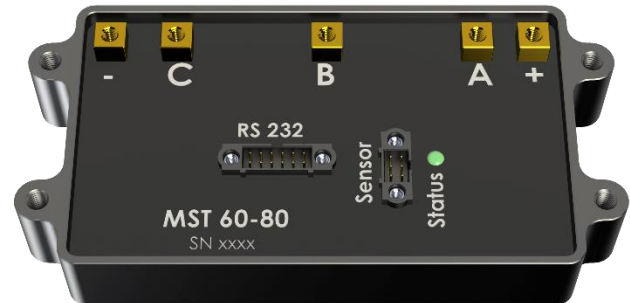 - C B A +
RS 232
Sensor
Status
MST 60-80
SN xxxx